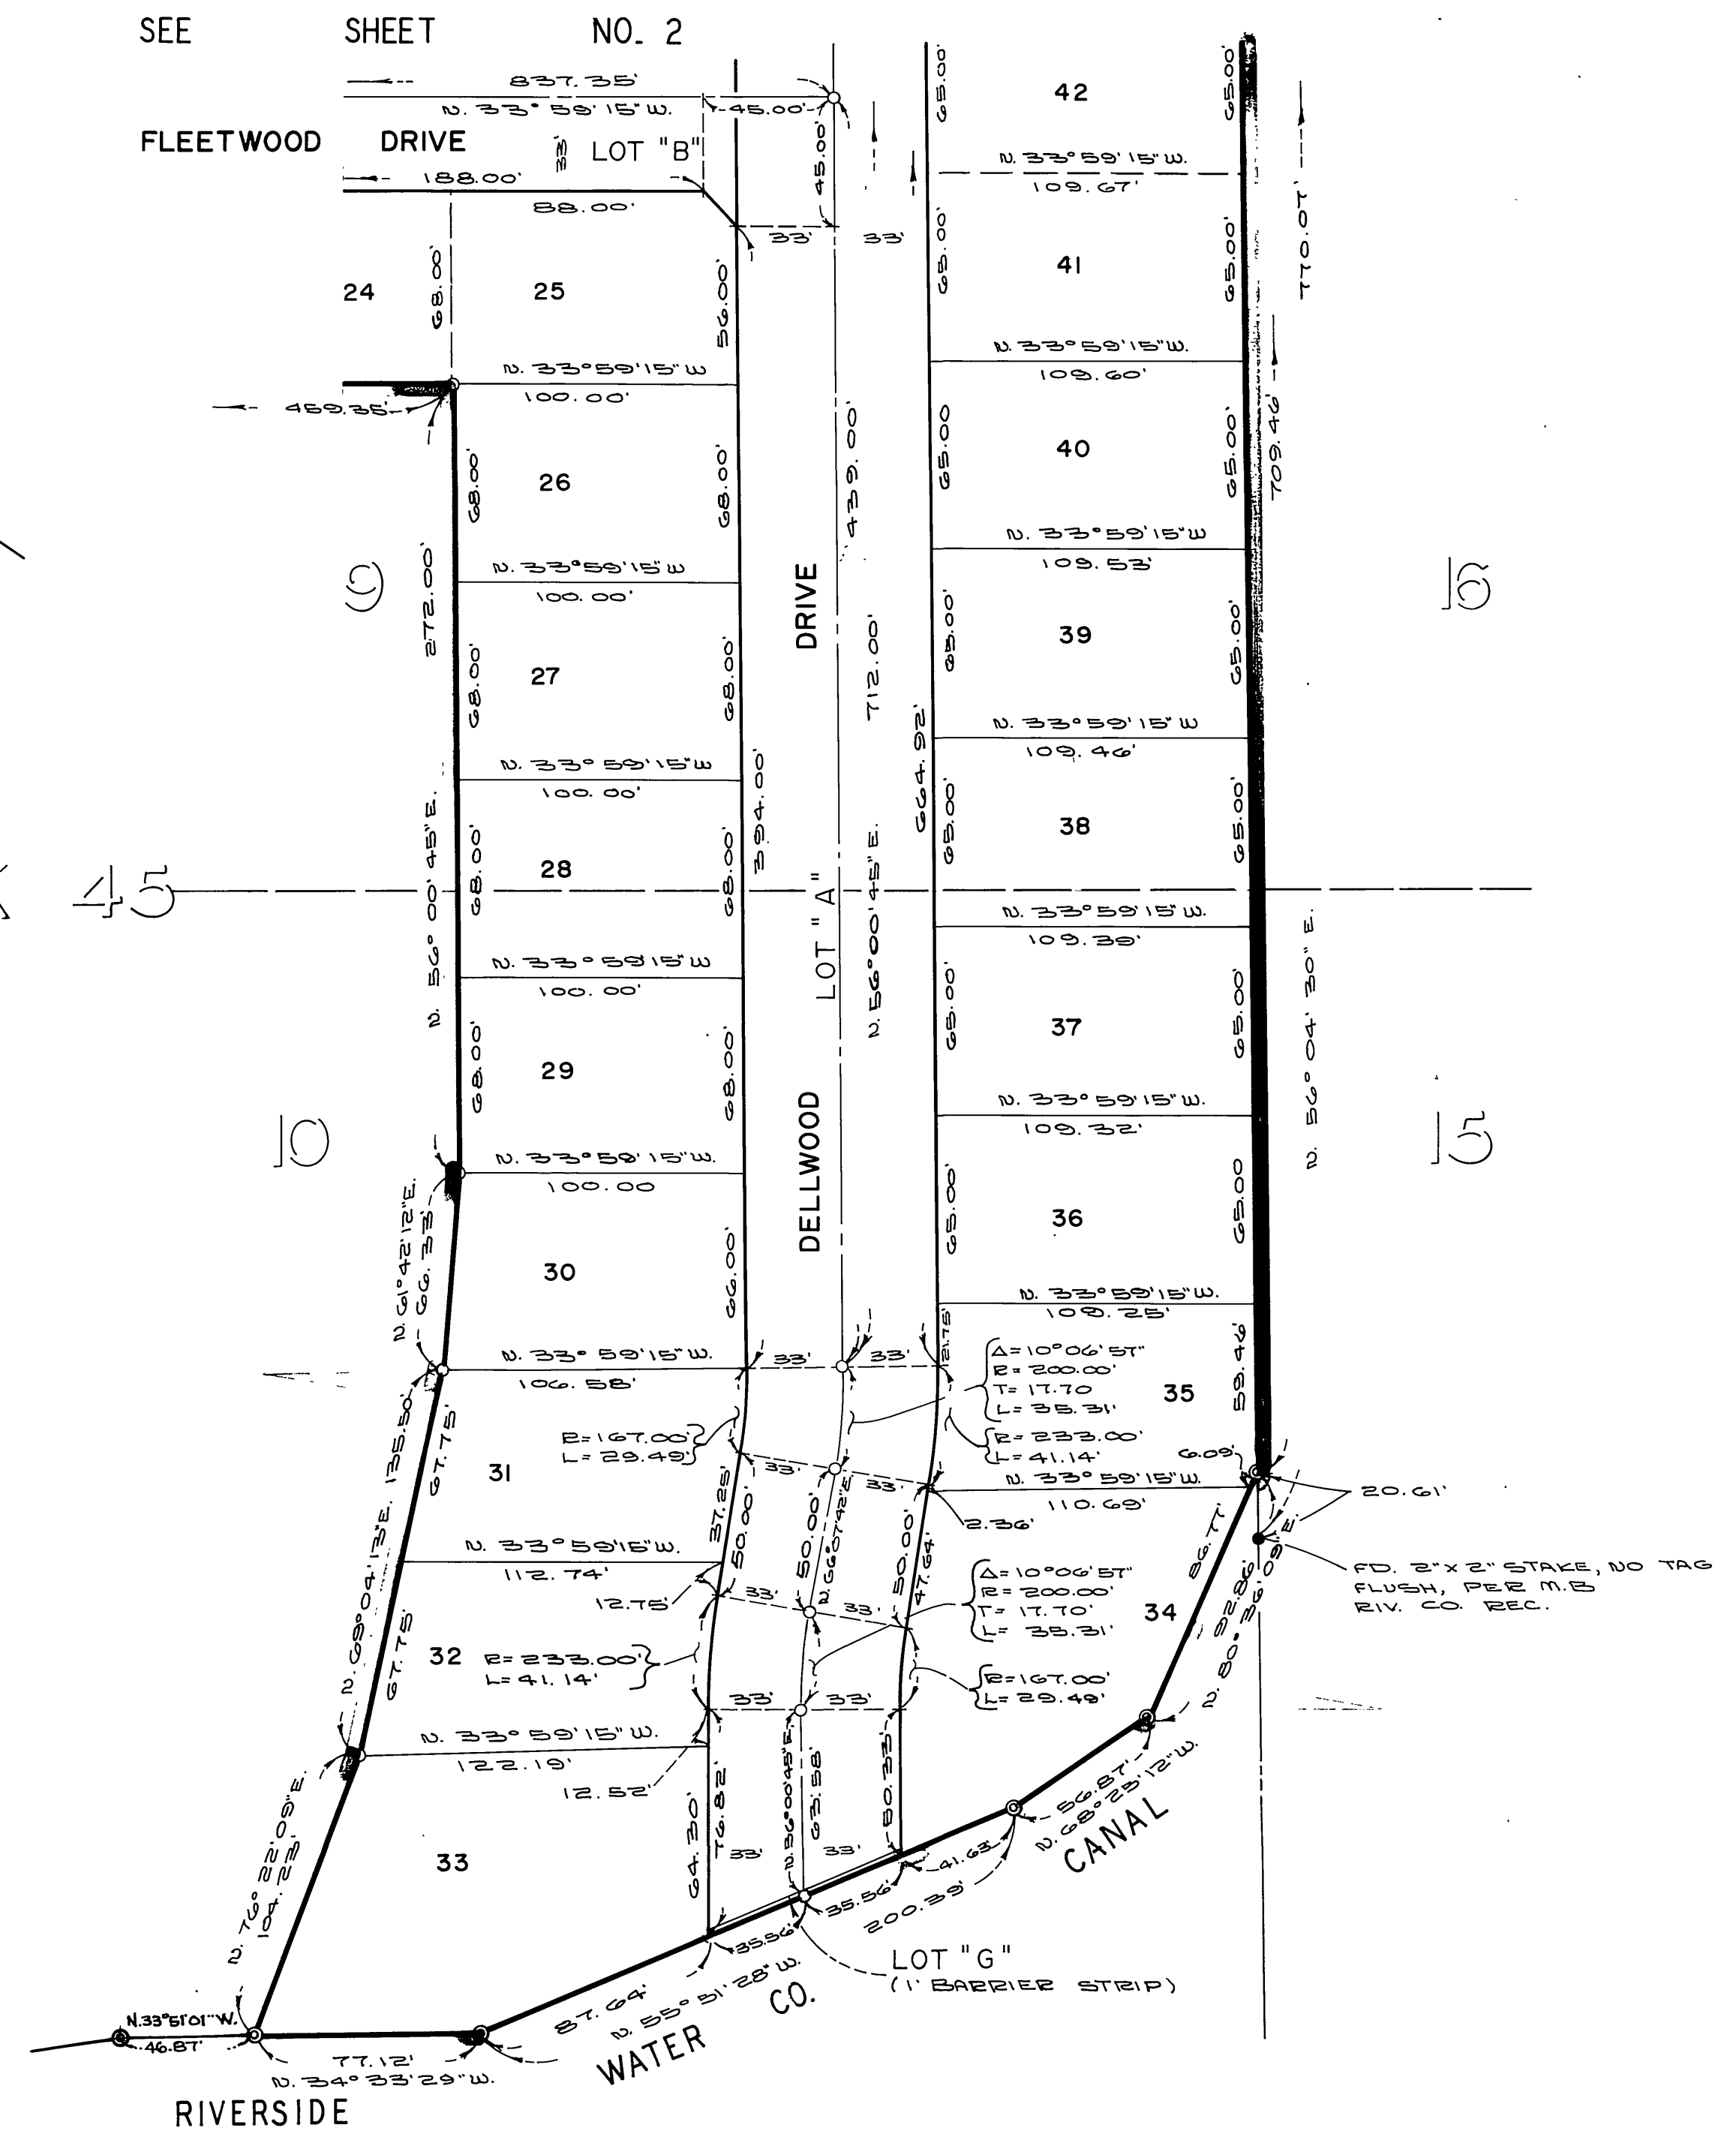 SEE SHEET NO. 2
837.35'
N. 33° 59' 15" W.
45.00'
FLEETWOOD DRIVE
33'
LOT "B"
45.00'
188.00'
88.00'
33'
33'
24
68.00'
25
56.00'
N. 33° 59' 15" W
100.00'
459.35'
68.00'
26
68.00'
N. 33° 59' 15" W
100.00'
9
272.00'
68.00'
27
68.00'
N. 33° 59' 15" W
100.00'
N. 56° 00' 45" E.
68.00'
28
68.00'
394.00'
45
N. 33° 59' 15" W
100.00'
68.00'
29
68.00'
10
N. 33° 59' 15" W.
100.00
N. 61° 42' 12" E.
66.33'
30
66.00'
N. 33° 59' 15" W.
106.58'
439.00'
712.00'
N. 56° 00' 45" E.
LOT "A"
DELLWOOD DRIVE
664.92'
65.00'
42
65.00'
N. 33° 59' 15" W.
109.67'
770.07'
65.00'
41
65.00'
N. 33° 59' 15" W.
109.60'
709.46'
65.00
40
65.00'
N. 33° 59' 15" W
109.53'
16
65.00'
39
65.00'
N. 33° 59' 15" W
109.46'
65.00'
38
65.00'
N. 33° 59' 15" W.
109.39'
N. 56° 04' 30" E.
65.00'
37
65.00'
N. 33° 59' 15" W.
109.32'
15
65.00'
36
65.00
N. 33° 59' 15" W.
109.25'
33'
33'
21.75'
Δ=10° 06' 57"
R=200.00'
T=17.70
L=35.31'
35
59.46'
R=233.00'
L=41.14'
6.09'
N. 33° 59' 15" W.
110.69'
2.36'
20.61'
FD. 2" X 2" STAKE, NO TAG
FLUSH, PER M.B
RIV. CO. REC.
N. 69° 04' 13" E. 135.50'
67.75'
31
R=167.00'
L=29.49'
33'
33'
37.25'
50.00'
50.00'
N. 66° 07' 42" E.
50.00'
47.64'
N. 33° 59' 15" W.
112.74'
12.75'
33'
33'
Δ=10° 06' 57"
R=200.00'
T=17.70'
L=35.31'
34
86.77'
92.86'
N. 80° 36' 09" E.
67.75'
32
R=233.00'
L=41.14'
R=167.00'
L=29.49'
33'
33'
N. 33° 59' 15" W.
122.19'
12.52'
N. 76° 22' 09" E.
104.23'
33
64.30'
76.82'
N. 56° 00' 45" E.
63.58'
50.33'
33'
33'
56.87'
N. 68° 23' 12" W.
41.63'
35.56'
200.39'
35.56'
LOT "G"
(1' BARRIER STRIP)
87.64'
N. 55° 51' 28" W.
N. 33° 51' 01" W.
46.87'
77.12'
N. 34° 33' 29" W.
RIVERSIDE WATER CO. CANAL